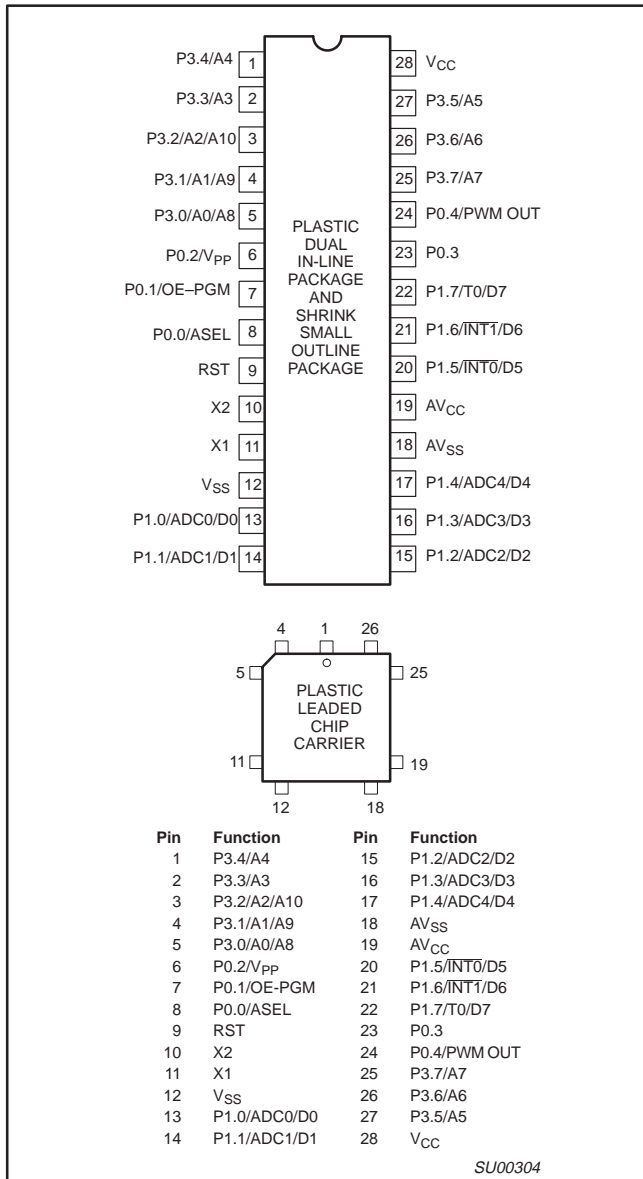 P3.4/A4 1
P3.3/A3 2
P3.2/A2/A10 3
P3.1/A1/A9 4
P3.0/A0/A8 5
P0.2/VPP 6
P0.1/OE–PGM 7
P0.0/ASEL 8
RST 9
X2 10
X1 11
VSS 12
P1.0/ADC0/D0 13
P1.1/ADC1/D1 14
PLASTIC
DUAL
IN-LINE
PACKAGE
AND
SHRINK
SMALL
OUTLINE
PACKAGE
28 VCC
27 P3.5/A5
26 P3.6/A6
25 P3.7/A7
24 P0.4/PWM OUT
23 P0.3
22 P1.7/T0/D7
21 P1.6/INT1/D6
20 P1.5/INT0/D5
19 AVCC
18 AVSS
17 P1.4/ADC4/D4
16 P1.3/ADC3/D3
15 P1.2/ADC2/D2
4 1 26
5 25
PLASTIC
LEADED
CHIP
CARRIER
11 19
12 18
Pin Function Pin Function
1 P3.4/A4 15 P1.2/ADC2/D2
2 P3.3/A3 16 P1.3/ADC3/D3
3 P3.2/A2/A10 17 P1.4/ADC4/D4
4 P3.1/A1/A9 18 AVSS
5 P3.0/A0/A8 19 AVCC
6 P0.2/VPP 20 P1.5/INT0/D5
7 P0.1/OE-PGM 21 P1.6/INT1/D6
8 P0.0/ASEL 22 P1.7/T0/D7
9 RST 23 P0.3
10 X2 24 P0.4/PWM OUT
11 X1 25 P3.7/A7
12 VSS 26 P3.6/A6
13 P1.0/ADC0/D0 27 P3.5/A5
14 P1.1/ADC1/D1 28 VCC
SU00304